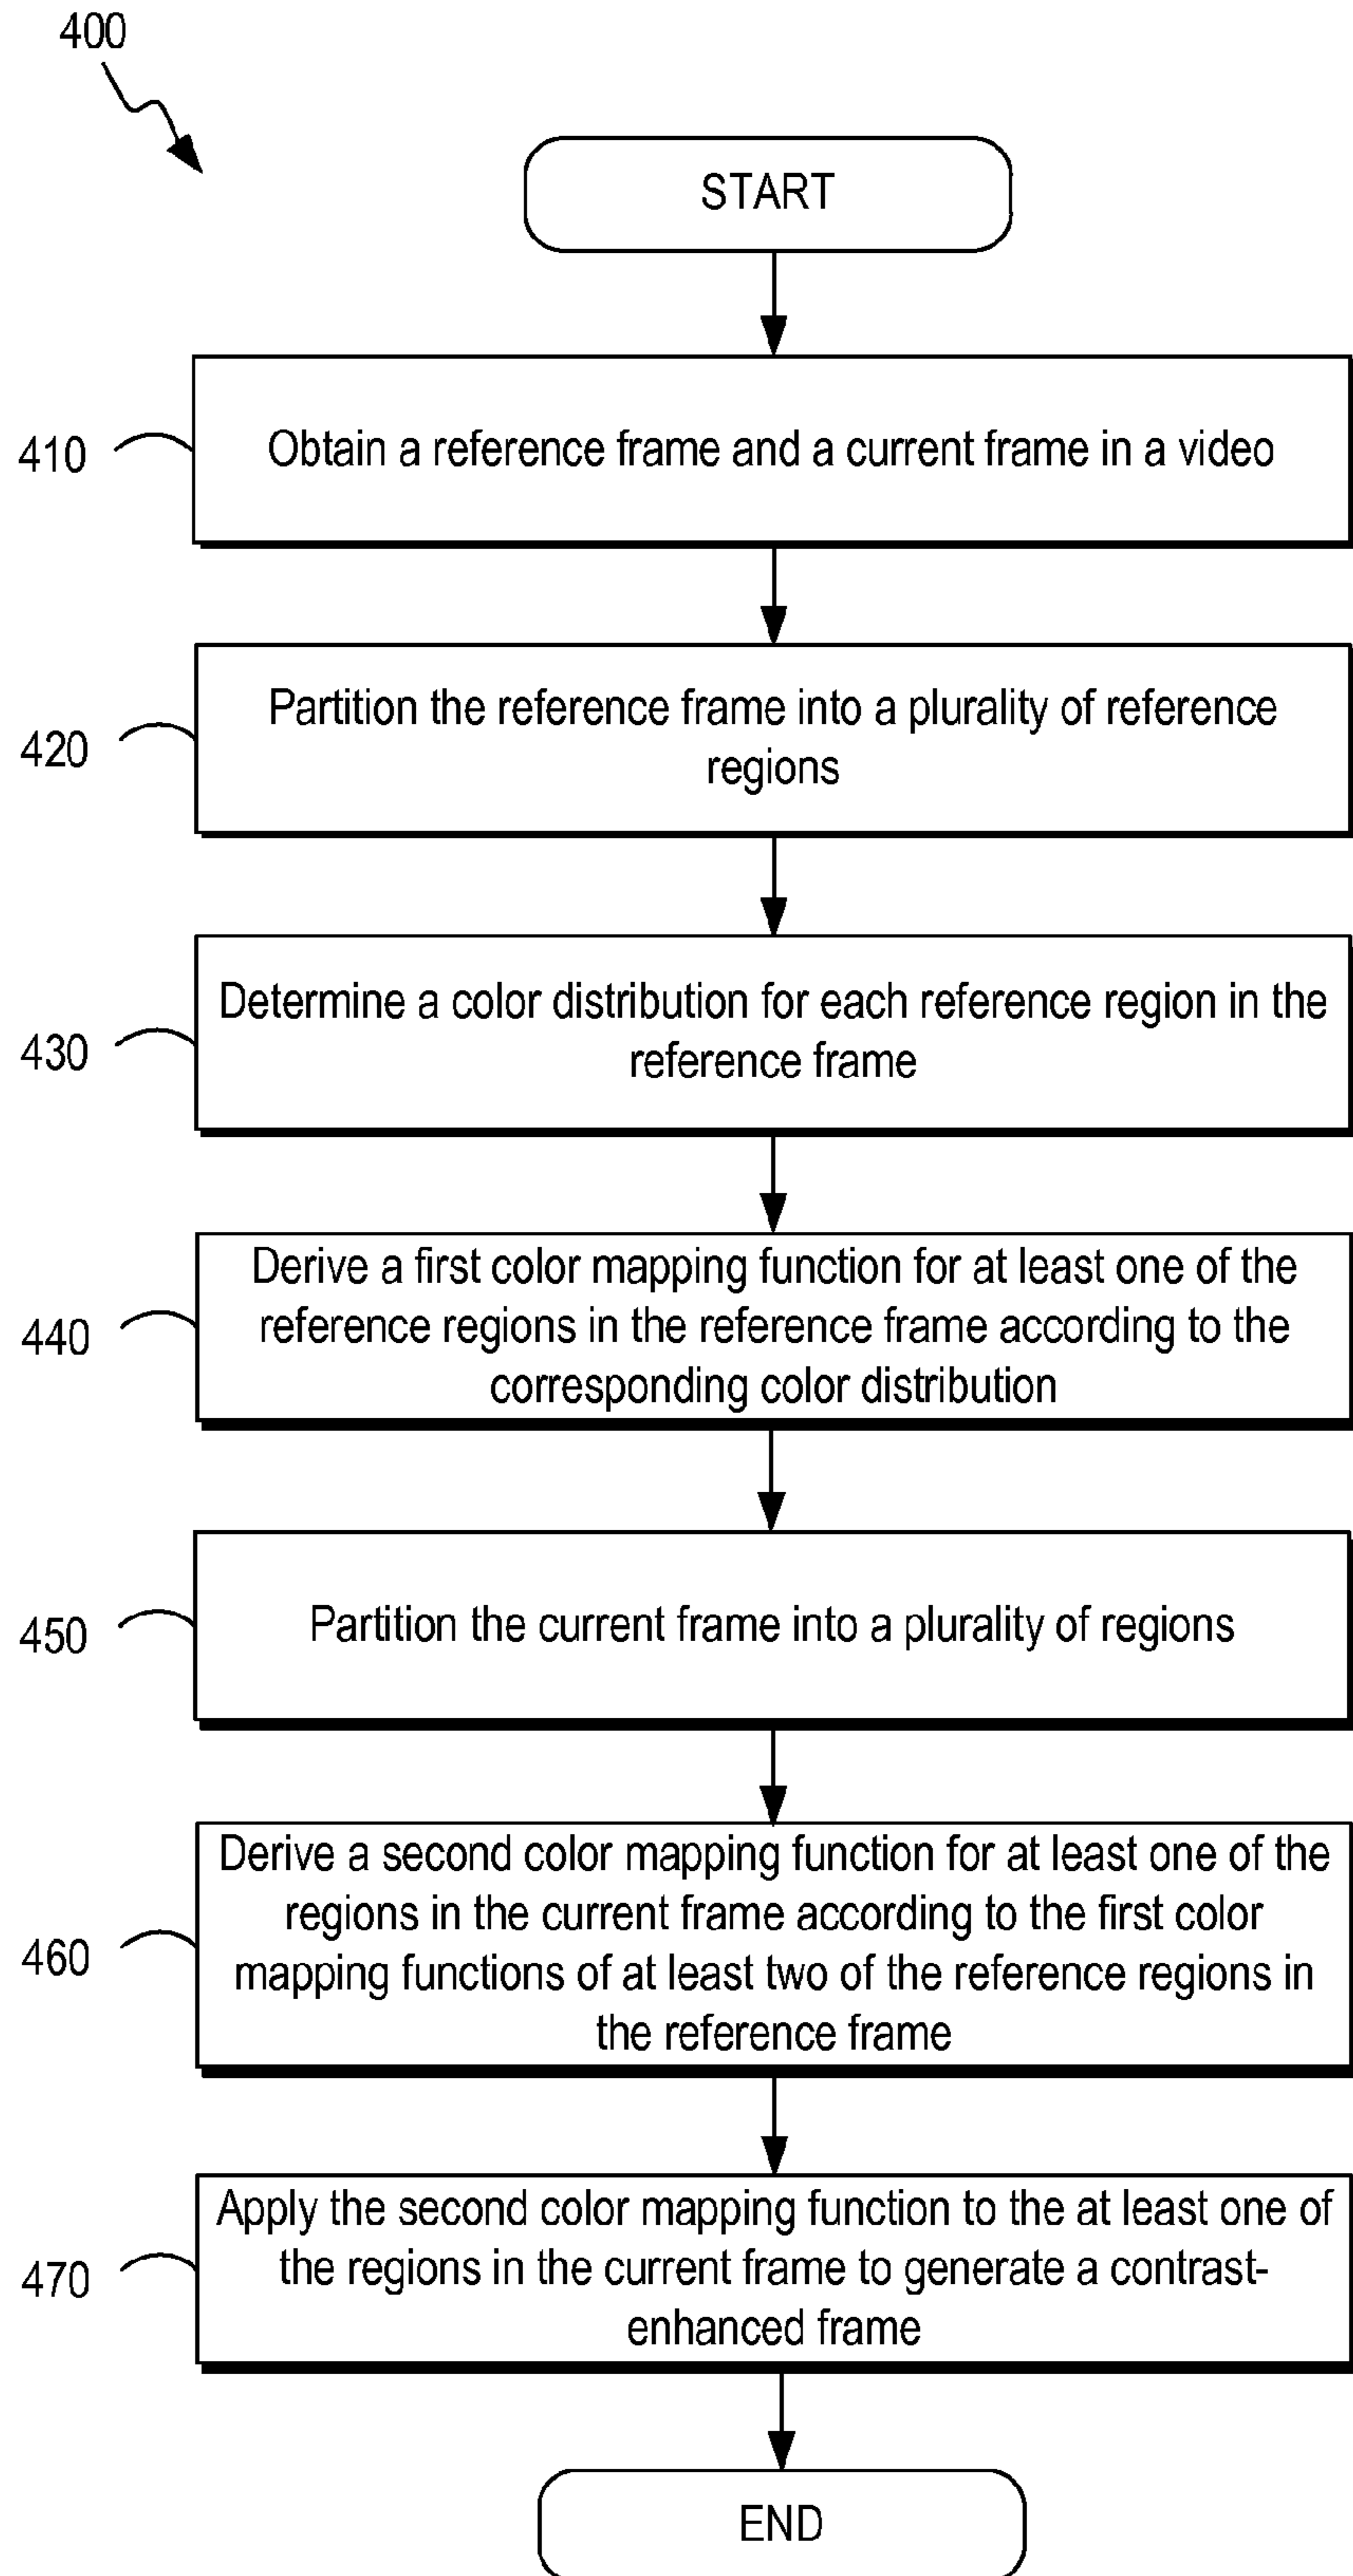 400
START
410
Obtain a reference frame and a current frame in a video
420
Partition the reference frame into a plurality of reference
regions
430
Determine a color distribution for each reference region in the
reference frame
440
Derive a first color mapping function for at least one of the
reference regions in the reference frame according to the
corresponding color distribution
450
Partition the current frame into a plurality of regions
460
Derive a second color mapping function for at least one of the
regions in the current frame according to the first color
mapping functions of at least two of the reference regions in
the reference frame
470
Apply the second color mapping function to the at least one of
the regions in the current frame to generate a contrast-
enhanced frame
END